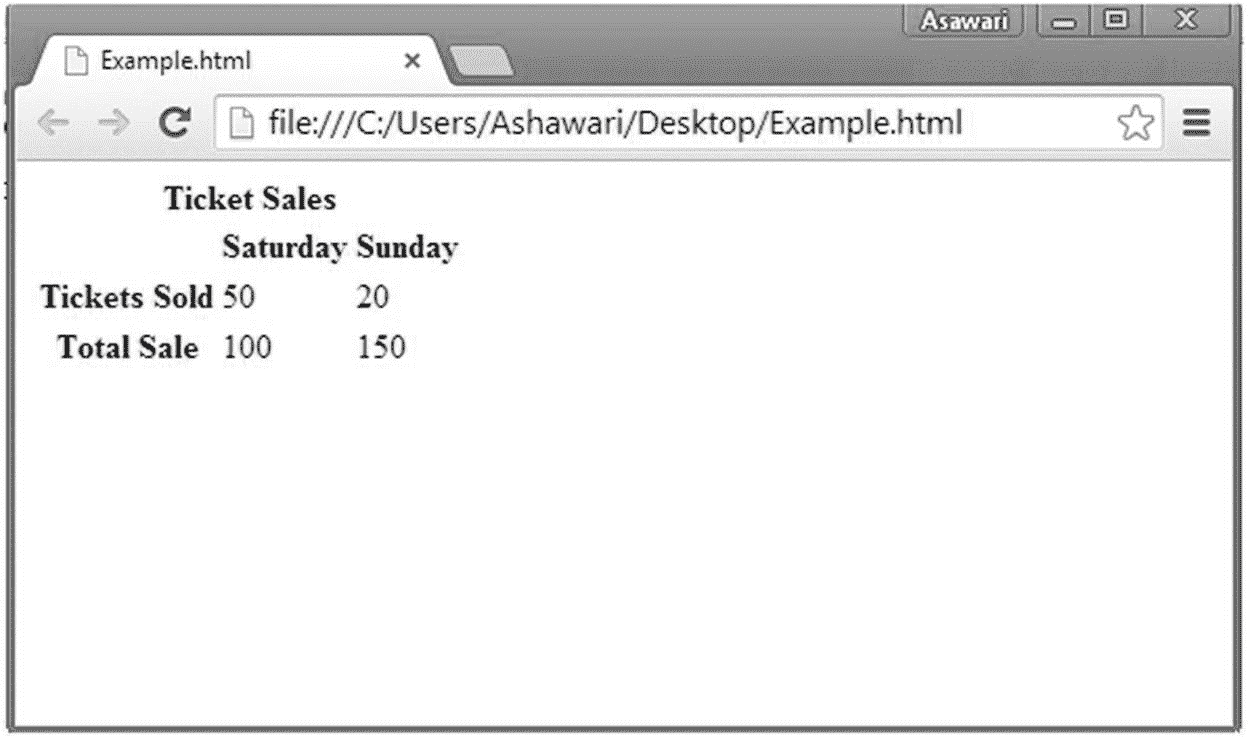 Asawari
Example.html
file:///C:/Users/Ashawari/Desktop/Example.html
Ticket Sales
Saturday Sunday
Tickets Sold 50 20
Total Sale 100 150